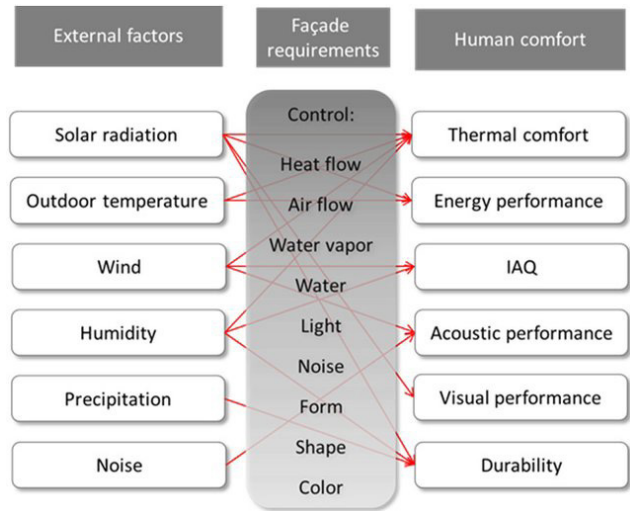 External factors
Façade
requirements
Human comfort
Solar radiation
Outdoor temperature
Wind
Humidity
Precipitation
Noise
Control:
Heat flow
Air flow
Water vapor
Water
Light
Noise
Form
Shape
Color
Thermal comfort
Energy performance
IAQ
Acoustic performance
Visual performance
Durability